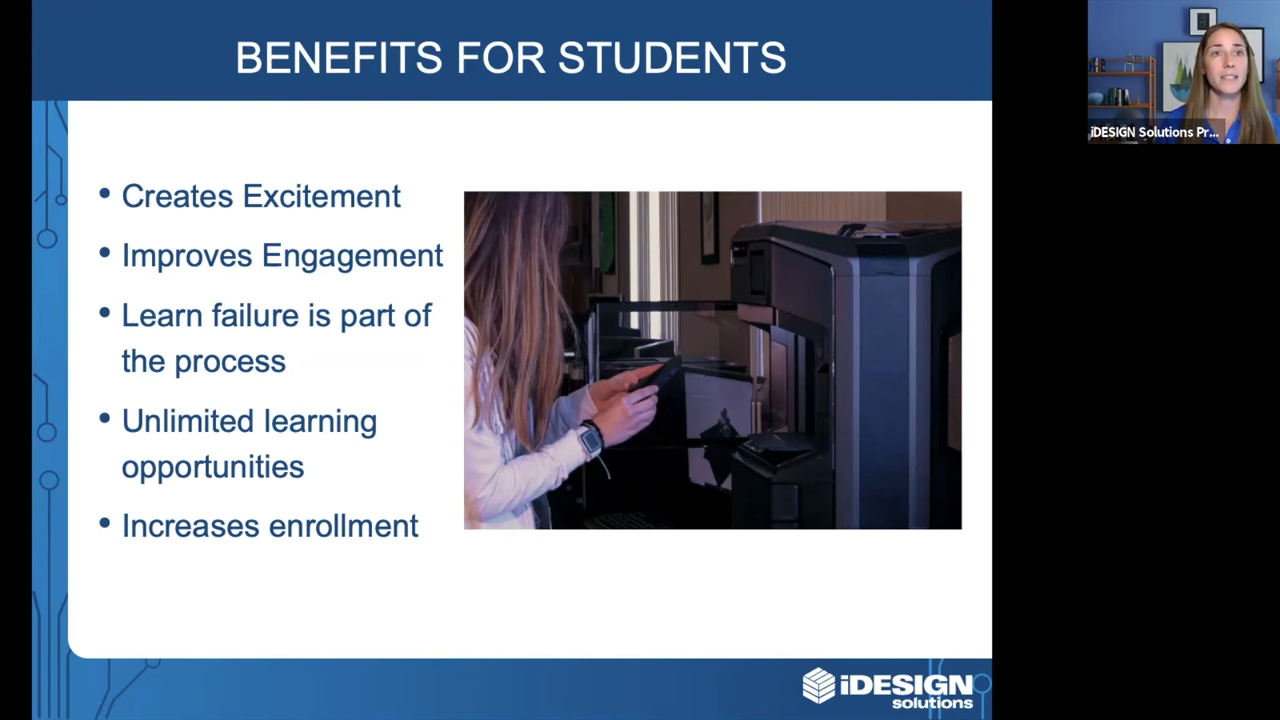 BENEFITS FOR STUDENTS
iDESIGN Solutions Pr...
• Creates Excitement
• Improves Engagement
• Learn failure is part of
the process
• Unlimited learning
opportunities
• Increases enrollment
iDESIGN
solutions